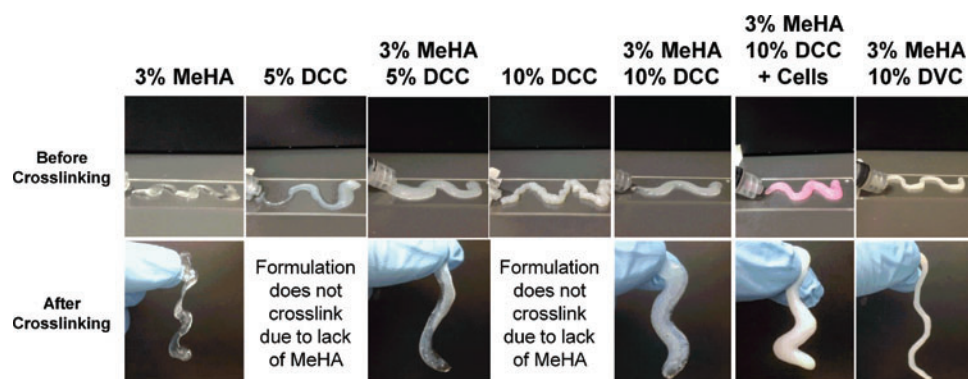 3% MeHA
5% DCC
3% MeHA
5% DCC
10% DCC
3% MeHA
10% DCC
3% MeHA
10% DCC
+ Cells
3% MeHA
10% DVC
Before
Crosslinking
After
Crosslinking
Formulation
does not
crosslink
due to lack
of MeHA
Formulation
does not
crosslink
due to lack
of MeHA